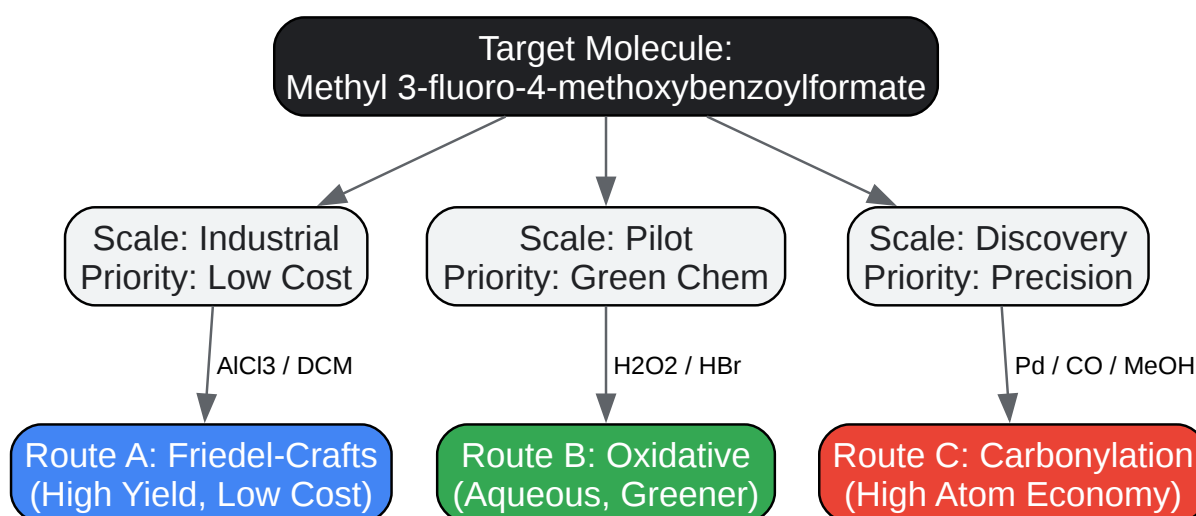 Target Molecule:
Methyl 3-fluoro-4-methoxybenzoylformate
Scale: Industrial
Priority: Low Cost
Scale: Pilot
Priority: Green Chem
Scale: Discovery
Priority: Precision
AlCl3 / DCM
H2O2 / HBr
Pd / CO / MeOH
Route A: Friedel-Crafts
(High Yield, Low Cost)
Route B: Oxidative
(Aqueous, Greener)
Route C: Carbonylation
(High Atom Economy)